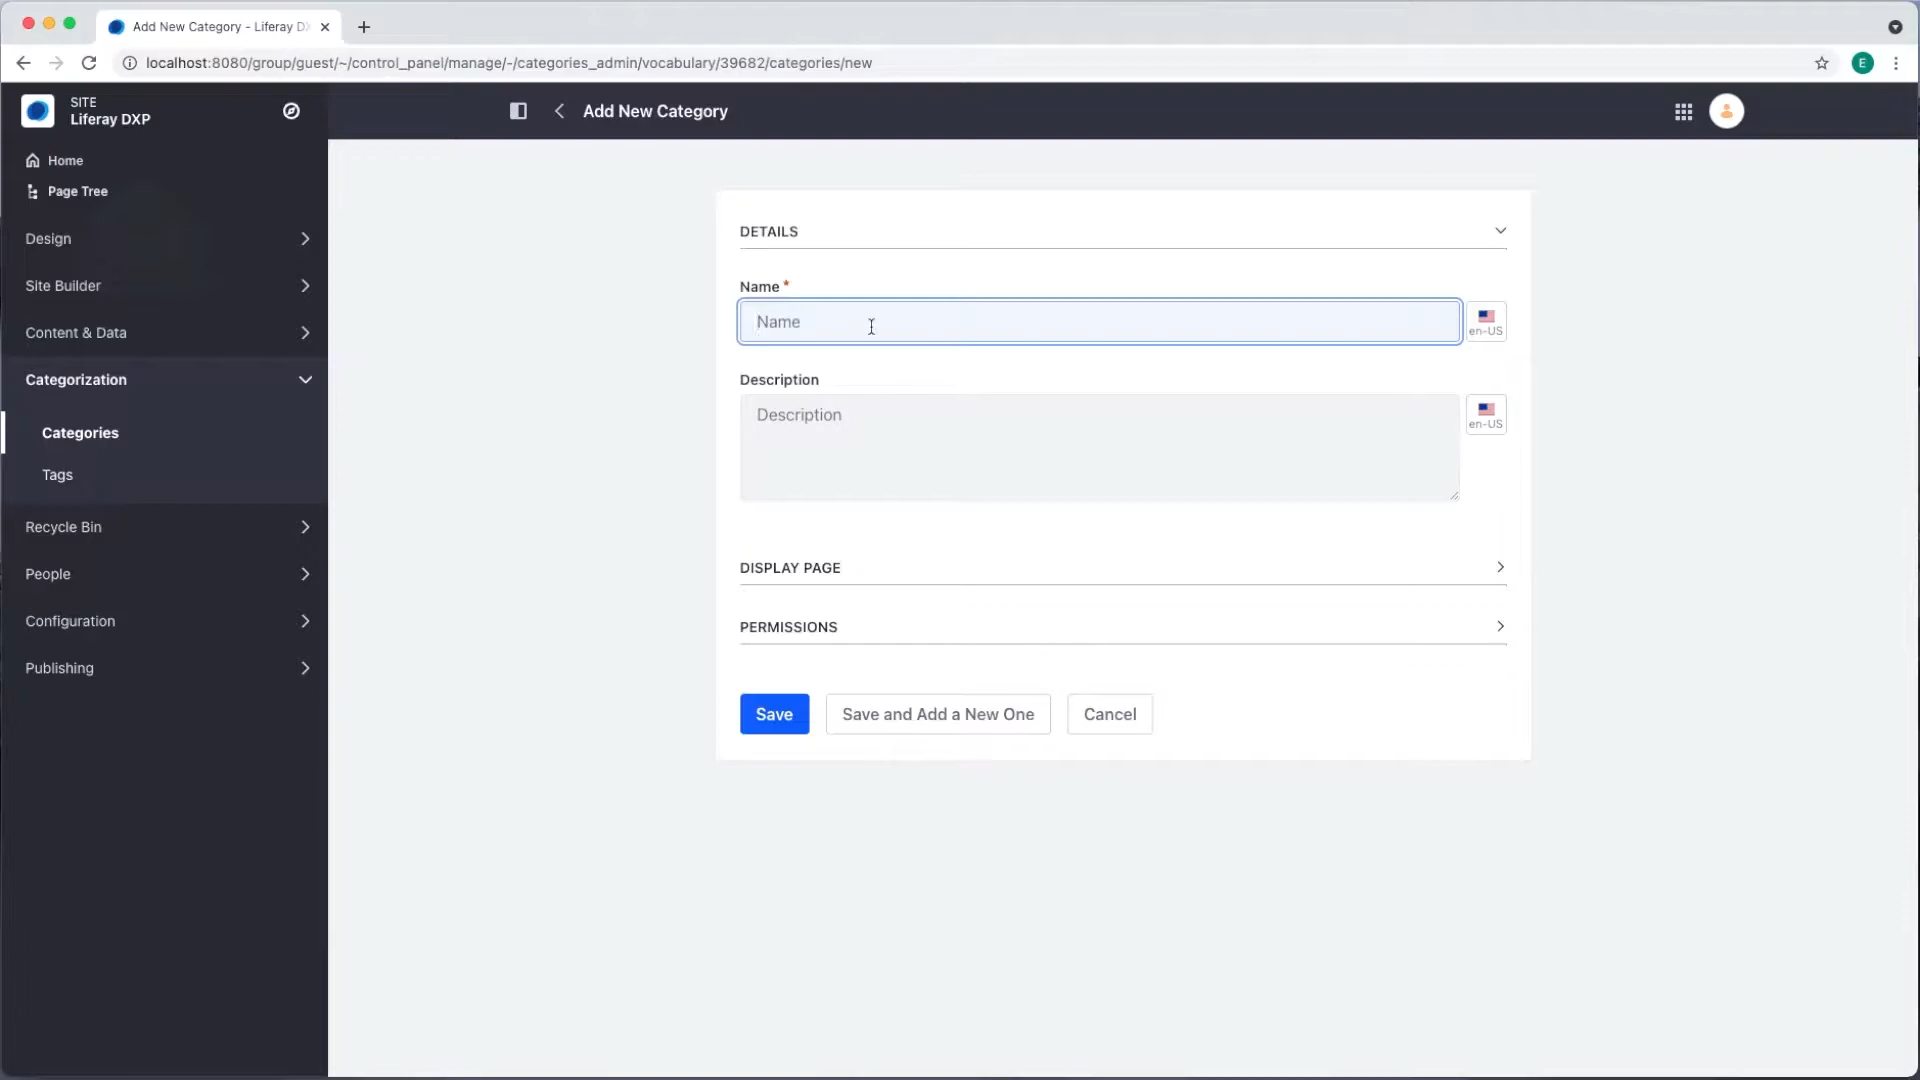 Add New Category - Liferay D
localhost:8080/group/guest/~/control_panel/manage/-/categories_admin/vocabulary/39682/categories/new
E
SITE
Liferay DXP
Add New Category
Home
Page Tree
Design
Site Builder
Content & Data
Categorization
Categories
Tags
Recycle Bin
People
Configuration
Publishing
DETAILS
Name *
Name
en-US
Description
Description
en-US
DISPLAY PAGE
PERMISSIONS
Save
Save and Add a New One
Cancel